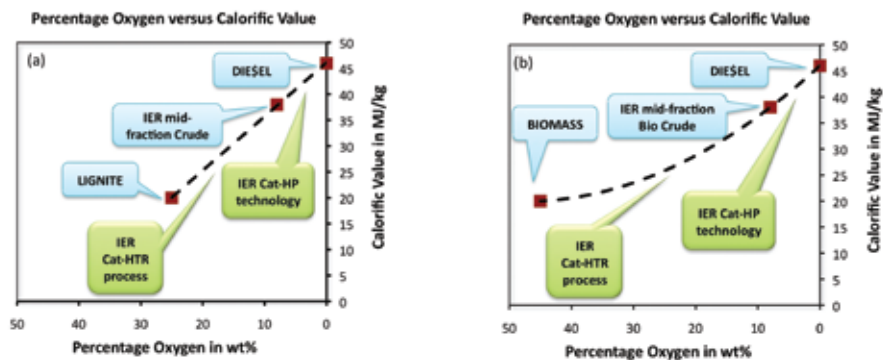 Percentage Oxygen versus Calorific Value
(a)
DIE$EL
IER mid-
fraction Crude
LIGNITE
IER Cat-HP
technology
IER
Cat-HTR
process
50
45
40
35
30
25
20
15
10
5
0
Calorific Value in MJ/kg
50
40
30
20
10
0
Percentage Oxygen in wt%
Percentage Oxygen versus Calorific Value
(b)
DIE$EL
IER mid-fraction
Bio Crude
BIOMASS
IER Cat-HP
technology
IER
Cat-HTR
process
50
45
40
35
30
25
20
15
10
5
0
Calorific Value in MJ/kg
50
40
30
20
10
0
Percentage Oxygen in wt%